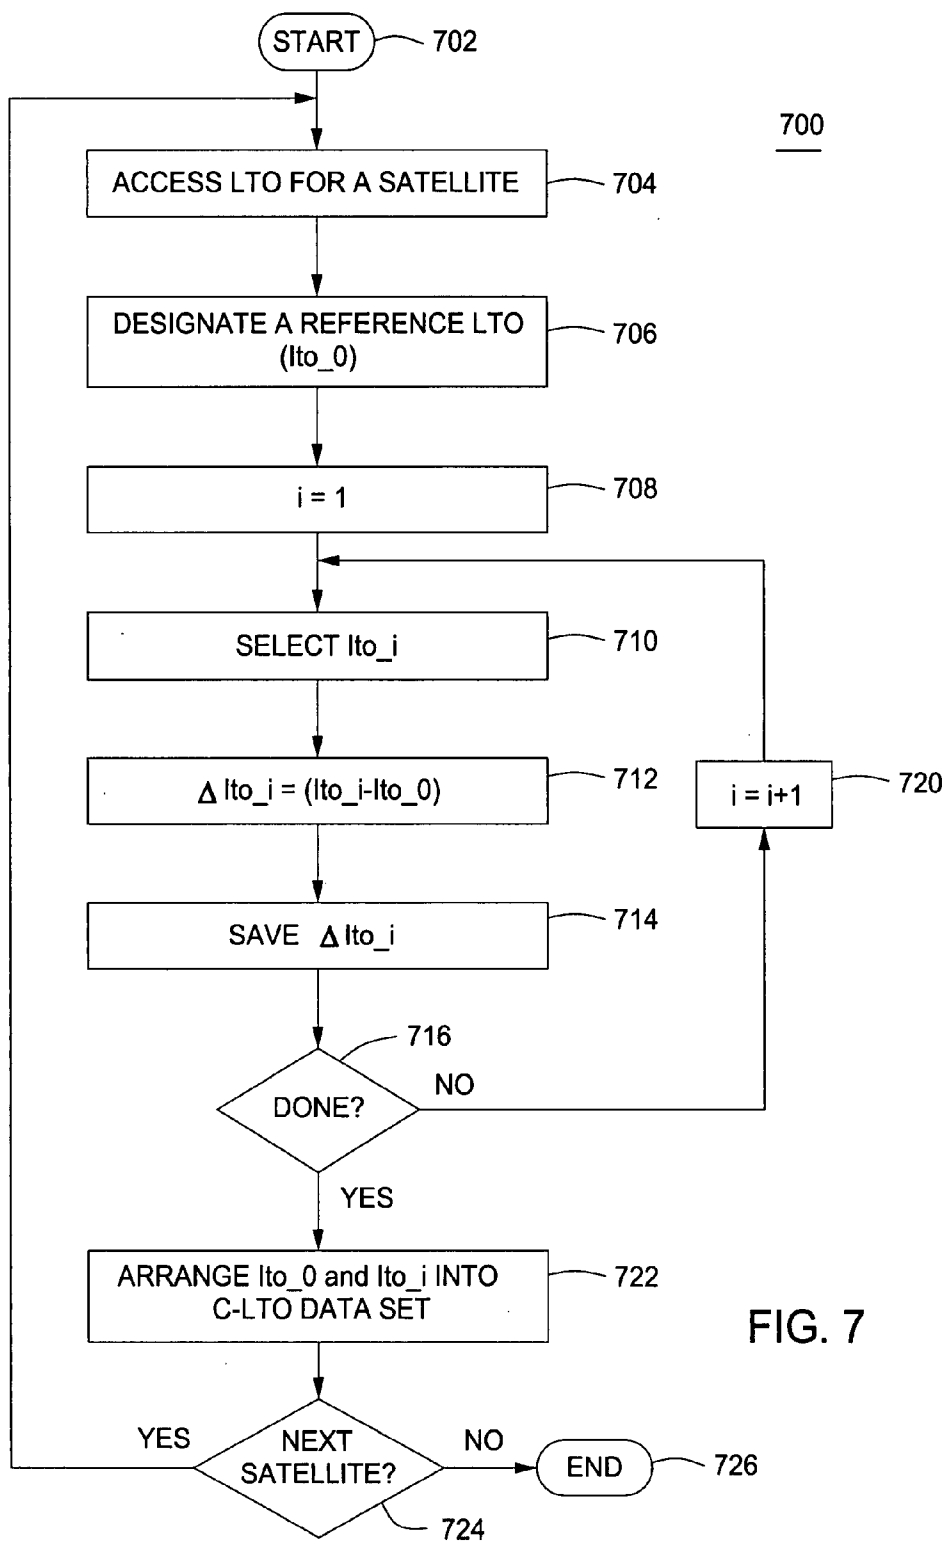 START
702
700
ACCESS LTO FOR A SATELLITE
704
DESIGNATE A REFERENCE LTO
(lto_0)
706
i = 1
708
SELECT lto_i
710
Δ lto_i = (lto_i-lto_0)
712
i = i+1
720
SAVE Δ lto_i
714
716
DONE?
NO
YES
ARRANGE lto_0 and lto_i INTO
C-LTO DATA SET
722
FIG. 7
YES
NEXT
SATELLITE?
NO
END
726
724